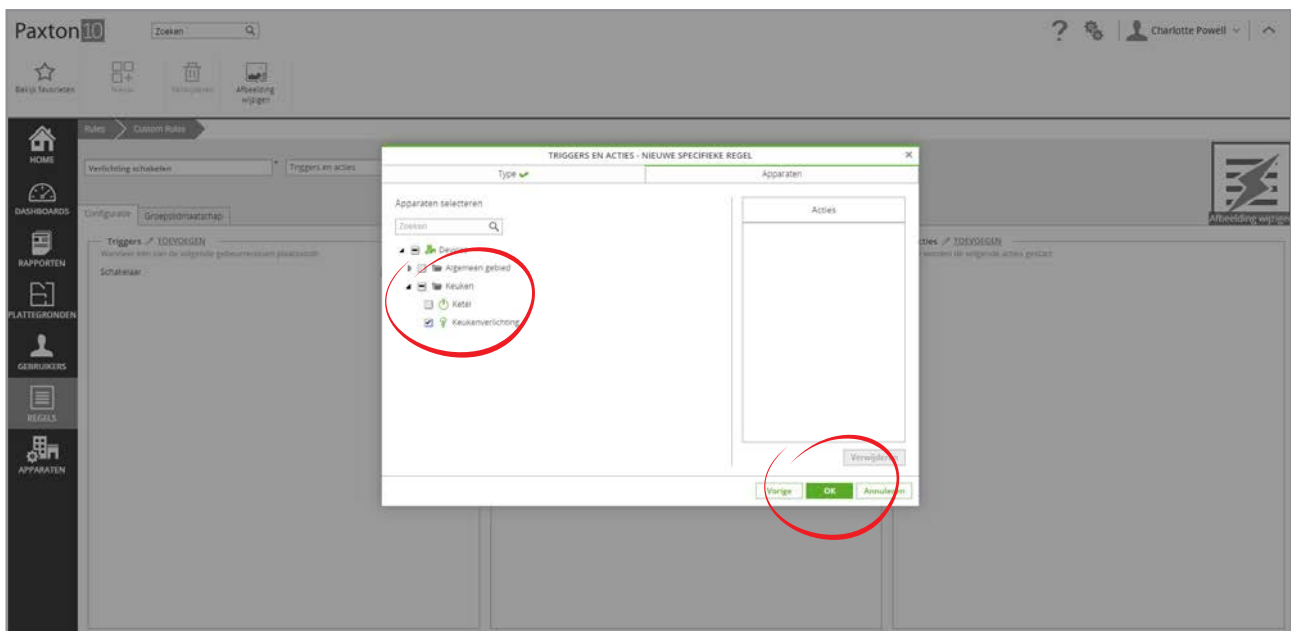 Paxton10
Zoeken
Charlotte Powell
Bekijk favorieten
Nieuw
Verwijderen
Afbeelding wijzigen
HOME
DASHBOARDS
RAPPORTEN
PLATTEGRONDEN
GEBRUIKERS
REGELS
APPARATEN
Rules
Custom Rules
Verlichting schakelen
*
Triggers en acties
Afbeelding wijzigen
Configuratie
Groepslidmaatschap
Triggers
TOEVOEGEN
Wanneer een van de volgende gebeurtenissen plaatsvindt
Schakelaar
cties
TOEVOEGEN
worden de volgende acties gestart
TRIGGERS EN ACTIES - NIEUWE SPECIFIEKE REGEL
Type
Apparaten
Apparaten selecteren
Zoeken
Algemeen gebied
Keuken
Ketel
Keukenverlichting
Acties
Verwijderen
Vorige
OK
Annuleren